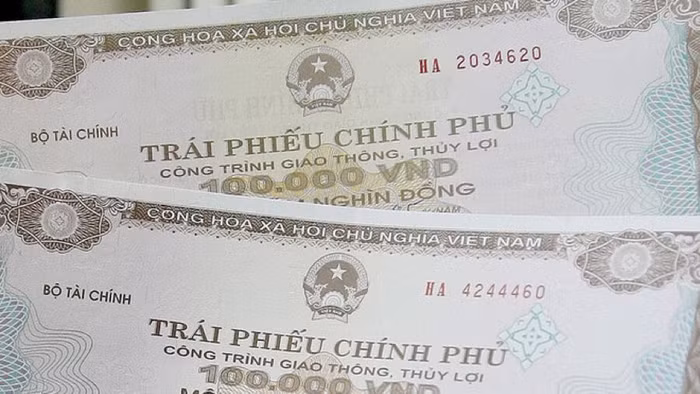 CỘNG HÒA XÃ HỘI CHỦ NGHĨA VIỆT NAM
HA 2034620
BỘ TÀI CHÍNH
TRÁI PHIẾU CHÍNH PHỦ
CÔNG TRÌNH GIAO THÔNG, THỦY LỢI
100.000 VND
NGHÌN ĐỒNG
CỘNG HÒA XÃ HỘI CHỦ NGHĨA VIỆT NAM
HA 4244460
BỘ TÀI CHÍNH
TRÁI PHIẾU CHÍNH PHỦ
CÔNG TRÌNH GIAO THÔNG, THỦY LỢI
100.000 VND